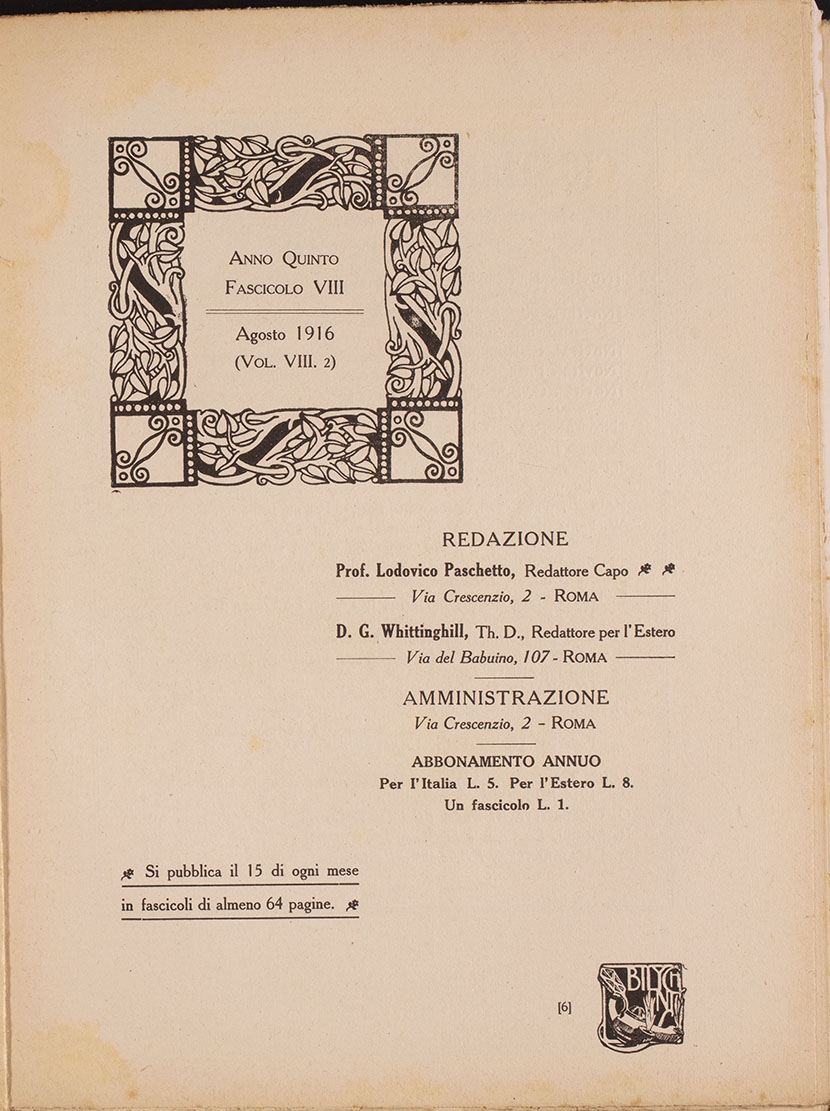 Anno Quinto
Fascicolo VIII
Agosto 1916
(Vol. VIII. 2)
REDAZIONE
Prof. Lodovico Paschetto, Redattore Capo
Via Crescenzio, 2 - Roma
D. G. Whittinghill, Th. D., Redattore per l'Estero
Via del Babuino, 107 - Roma
AMMINISTRAZIONE
Via Crescenzio, 2 - Roma
ABBONAMENTO ANNUO
Per l'Italia L. 5. Per l'Estero L. 8.
Un fascicolo L. 1.
Si pubblica il 15 di ogni mese
in fascicoli di almeno 64 pagine.
[6]
BILYCH
NI
S